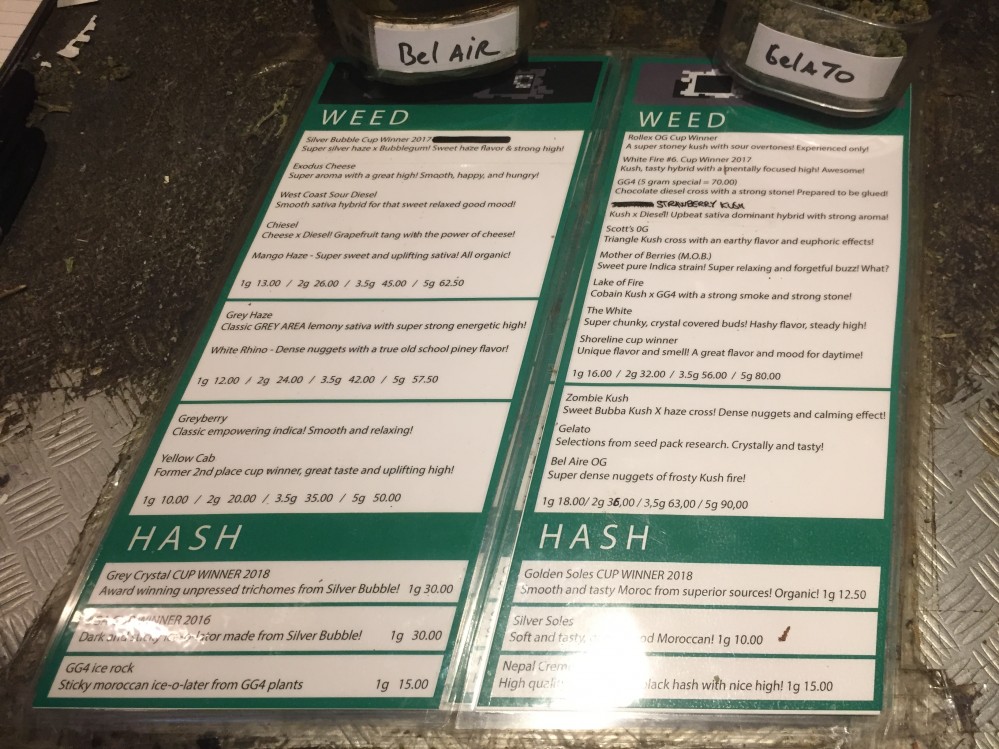 Bel AiR
GelATO
WEED
Silver Bubble Cup Winner 2017
Super silver haze x Bubblegum! Sweet haze flavor & strong high!
Exodus Cheese
Super aroma with a great high! Smooth, happy, and hungry!
West Coast Sour Diesel
Smooth sativa hybrid for that sweet relaxed good mood!
Chiesel
Cheese x Diesel! Grapefruit tang with the power of cheese!
Mango Haze - Super sweet and uplifting sativa! All organic!
1g 13.00 / 2g 26.00 / 3.5g 45.00 / 5g 62.50
Grey Haze
Classic GREY AREA lemony sativa with super strong energetic high!
White Rhino - Dense nuggets with a true old school piney flavor!
1g 12.00 / 2g 24.00 / 3.5g 42.00 / 5g 57.50
Greyberry
Classic empowering indica! Smooth and relaxing!
Yellow Cab
Former 2nd place cup winner, great taste and uplifting high!
1g 10.00 / 2g 20.00 / 3.5g 35.00 / 5g 50.00
HASH
Grey Crystal CUP WINNER 2018
Award winning unpressed trichomes from Silver Bubble! 1g 30.00
WINNER 2016
Dark and sticky made from Silver Bubble! 1g 30.00
GG4 ice rock
Sticky moroccan ice-o-later from GG4 plants 1g 15.00
WEED
Rollex OG Cup Winner
A super stoney kush with sour overtones! Experienced only!
White Fire #6. Cup Winner 2017
Kush, tasty hybrid with a mentally focused high! Awesome!
GG4 (5 gram special = 70.00)
Chocolate diesel cross with a strong stone! Prepared to be glued!
STRAWBERRY KUSH
Kush x Diesel! Upbeat sativa dominant hybrid with strong aroma!
Scott's OG
Triangle Kush cross with an earthy flavor and euphoric effects!
Mother of Berries (M.O.B.)
Sweet pure Indica strain! Super relaxing and forgetful buzz! What?
Lake of Fire
Cobain Kush x GG4 with a strong smoke and strong stone!
The White
Super chunky, crystal covered buds! Hashy flavor, steady high!
Shoreline cup winner
Unique flavor and smell! A great flavor and mood for daytime!
1g 16.00 / 2g 32.00 / 3.5g 56.00 / 5g 80.00
Zombie Kush
Sweet Bubba Kush X haze cross! Dense nuggets and calming effect!
Gelato
Selections from seed pack research. Crystally and tasty!
Bel Aire OG
Super dense nuggets of frosty Kush fire!
1g 18.00/ 2g 36,00 / 3,5g 63,00 / 5g 90,00
HASH
Golden Soles CUP WINNER 2018
Smooth and tasty Moroc from superior sources! Organic! 1g 12.50
Silver Soles
Soft and tasty, Moroccan! 1g 10.00
Nepal
High black hash with nice high! 1g 15.00